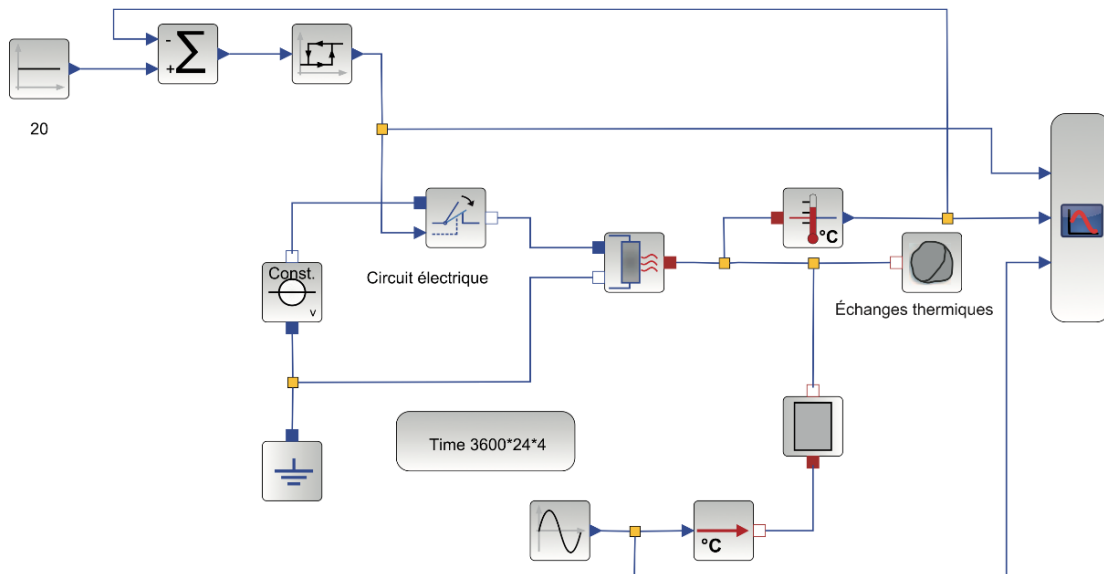 -
+ Σ
20
°C
Const.
v
Circuit électrique
Échanges thermiques
Time 3600*24*4
°C